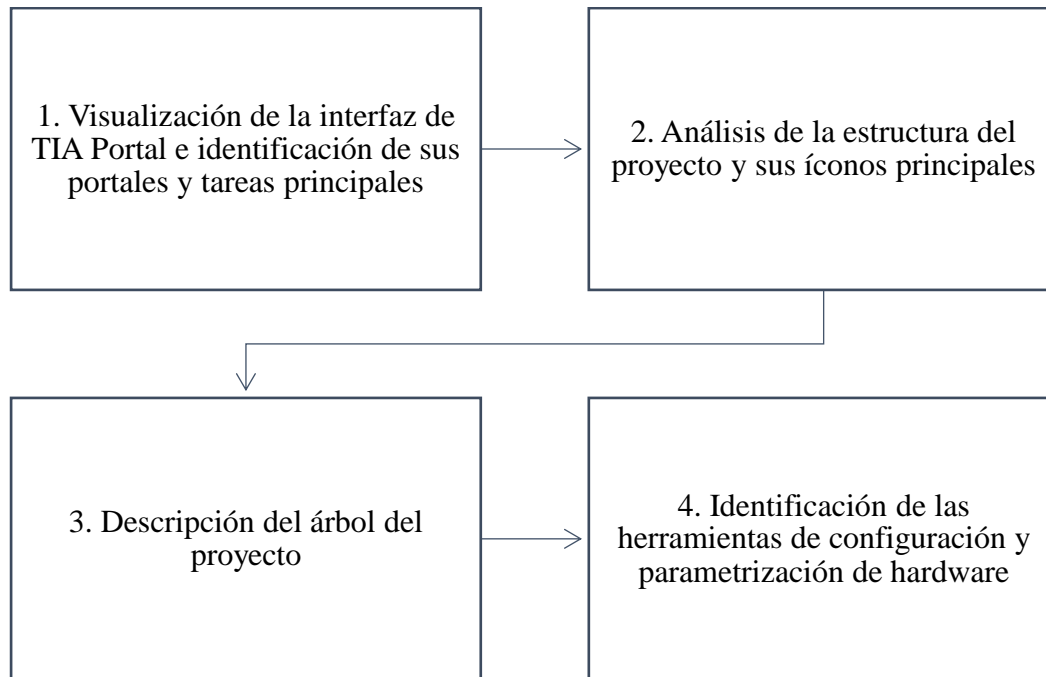 1. Visualización de la interfaz de
TIA Portal e identificación de sus
portales y tareas principales
2. Análisis de la estructura del
proyecto y sus íconos principales
3. Descripción del árbol del
proyecto
4. Identificación de las
herramientas de configuración y
parametrización de hardware